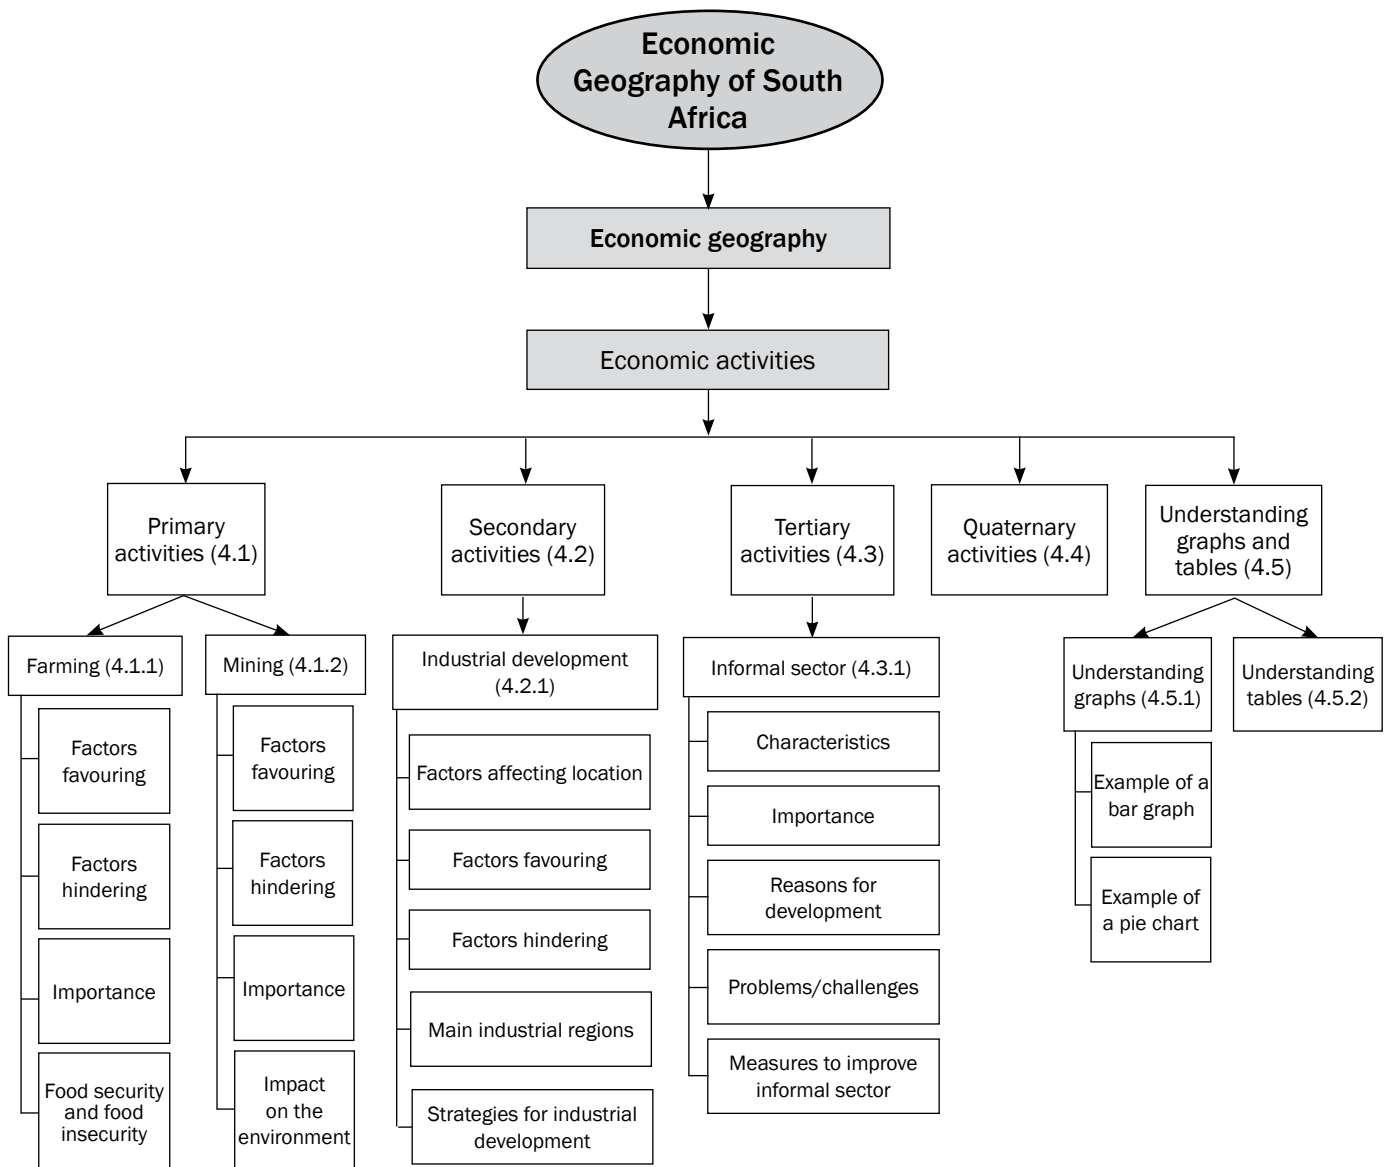 Economic
Geography of South
Africa
Economic geography
Economic activities
Primary
activities (4.1)
Secondary
activities (4.2)
Tertiary
activities (4.3)
Quaternary
activities (4.4)
Understanding
graphs and
tables (4.5)
Farming (4.1.1)
Factors
favouring
Factors
hindering
Importance
Food security
and food
insecurity
Mining (4.1.2)
Factors
favouring
Factors
hindering
Importance
Impact
on the
environment
Industrial development
(4.2.1)
Factors affecting location
Factors favouring
Factors hindering
Main industrial regions
Strategies for industrial
development
Informal sector (4.3.1)
Characteristics
Importance
Reasons for
development
Problems/challenges
Measures to improve
informal sector
Understanding
graphs (4.5.1)
Example of a
bar graph
Example of
a pie chart
Understanding
tables (4.5.2)